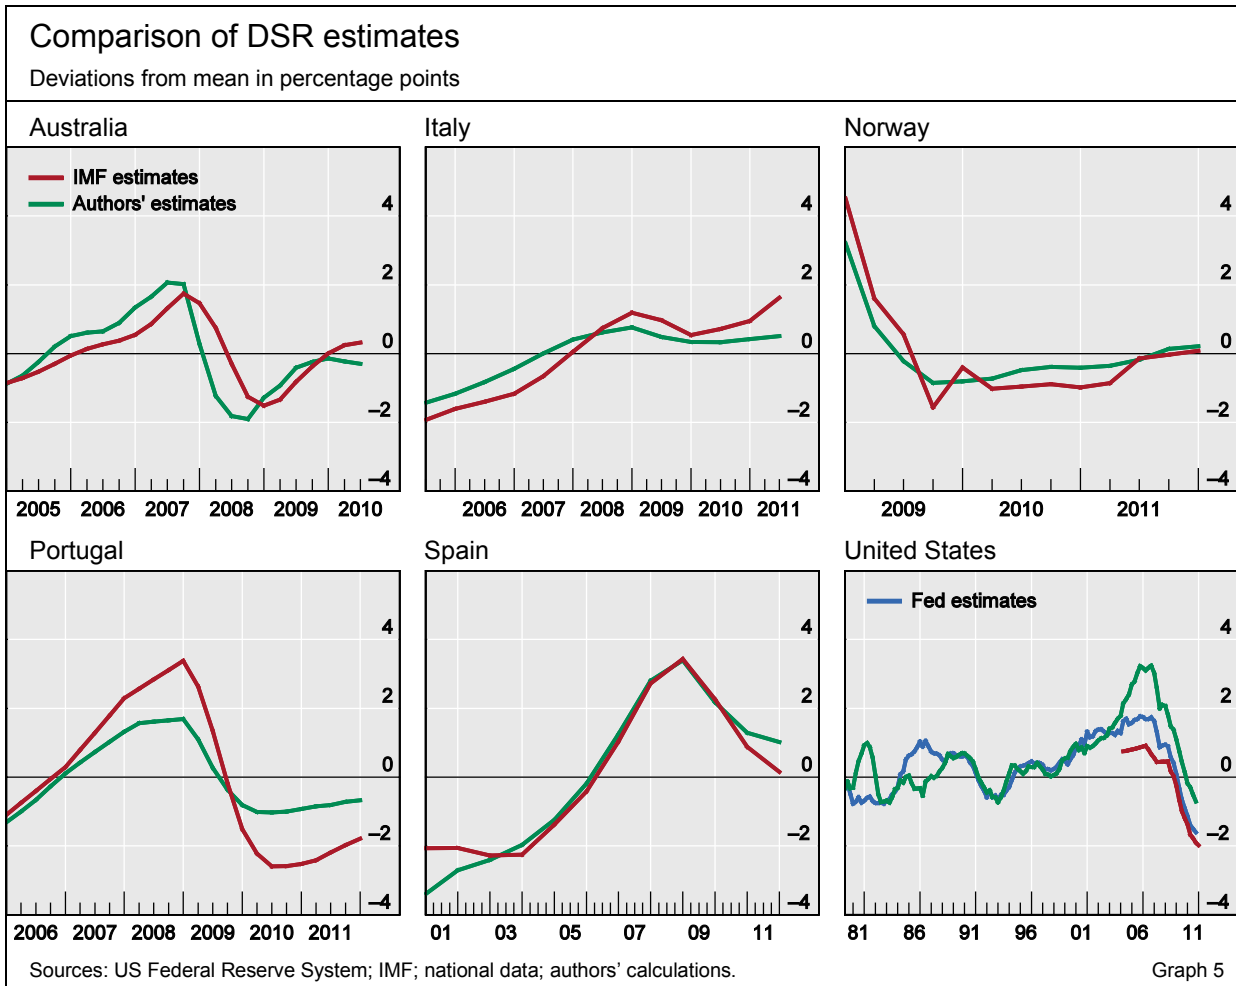 Comparison of DSR estimates
Deviations from mean in percentage points
Australia
IMF estimates
Authors' estimates
4
2
0
–2
–4
2005 2006 2007 2008 2009 2010
Italy
4
2
0
–2
–4
2006 2007 2008 2009 2010 2011
Norway
4
2
0
–2
–4
2009 2010 2011
Portugal
4
2
0
–2
–4
2006 2007 2008 2009 2010 2011
Spain
4
2
0
–2
–4
01 03 05 07 09 11
United States
Fed estimates
4
2
0
–2
–4
81 86 91 96 01 06 11
Sources: US Federal Reserve System; IMF; national data; authors’ calculations.
Graph 5